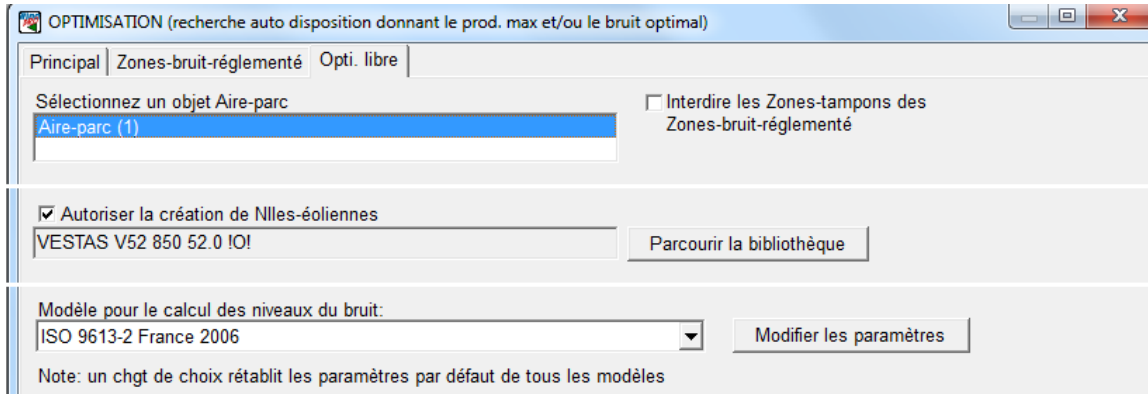 OPTIMISATION (recherche auto disposition donnant le prod. max et/ou le bruit optimal)
Principal Zones-bruit-réglementé Opti. libre
Sélectionnez un objet Aire-parc
Aire-parc (1)
Interdire les Zones-tampons des
Zones-bruit-réglementé
Autoriser la création de Nlles-éoliennes
VESTAS V52 850 52.0 !O!
Parcourir la bibliothèque
Modèle pour le calcul des niveaux du bruit:
ISO 9613-2 France 2006
Modifier les paramètres
Note: un chgt de choix rétablit les paramètres par défaut de tous les modèles